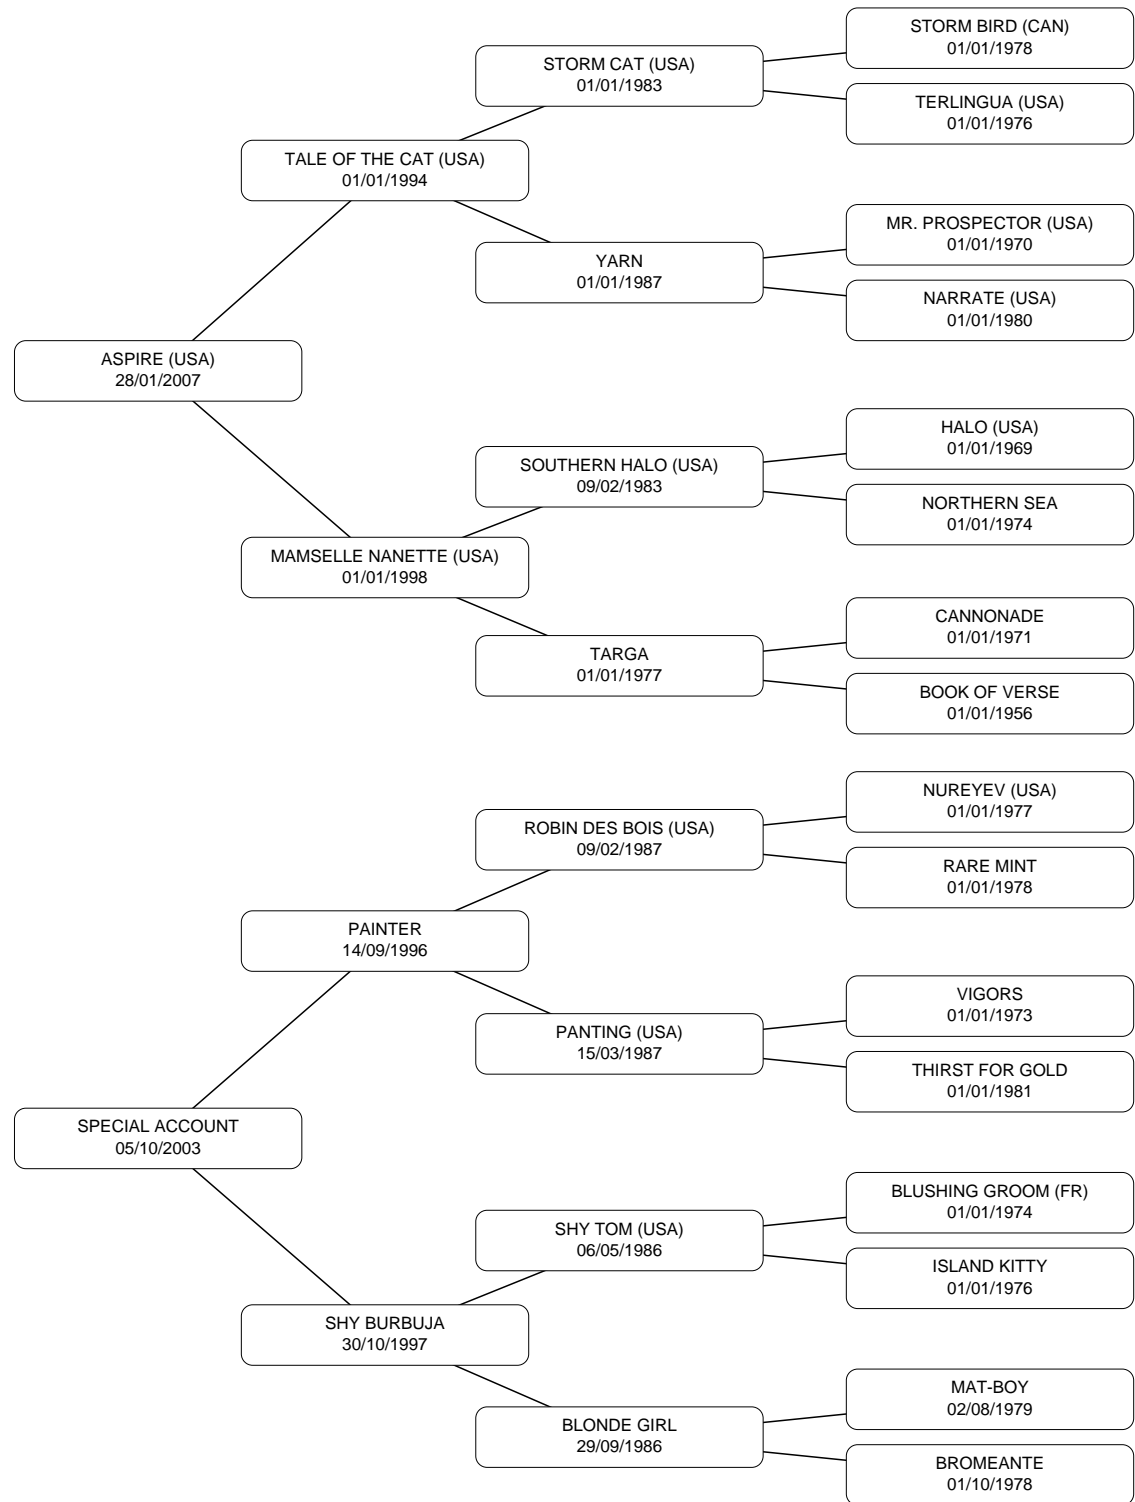 STORM BIRD (CAN)
01/01/1978
STORM CAT (USA)
01/01/1983
TERLINGUA (USA)
01/01/1976
TALE OF THE CAT (USA)
01/01/1994
MR. PROSPECTOR (USA)
01/01/1970
YARN
01/01/1987
NARRATE (USA)
01/01/1980
ASPIRE (USA)
28/01/2007
HALO (USA)
01/01/1969
SOUTHERN HALO (USA)
09/02/1983
NORTHERN SEA
01/01/1974
MAMSELLE NANETTE (USA)
01/01/1998
CANNONADE
01/01/1971
TARGA
01/01/1977
BOOK OF VERSE
01/01/1956
NUREYEV (USA)
01/01/1977
ROBIN DES BOIS (USA)
09/02/1987
RARE MINT
01/01/1978
PAINTER
14/09/1996
VIGORS
01/01/1973
PANTING (USA)
15/03/1987
THIRST FOR GOLD
01/01/1981
SPECIAL ACCOUNT
05/10/2003
BLUSHING GROOM (FR)
01/01/1974
SHY TOM (USA)
06/05/1986
ISLAND KITTY
01/01/1976
SHY BURBUJA
30/10/1997
MAT-BOY
02/08/1979
BLONDE GIRL
29/09/1986
BROMEANTE
01/10/1978